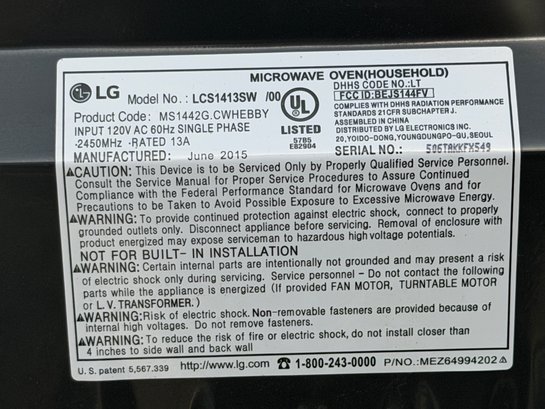 LG Model No.: LCS1413SW /00
MICROWAVE OVEN(HOUSEHOLD)
DHHS CODE NO.: LT
FCC ID: BEJS144FV
Product Code: MS1442G.CWHEBBY
INPUT 120V AC 60Hz SINGLE PHASE
-2450MHz -RATED 13A
MANUFACTURED: June 2015
UL
LISTED
57B5
E82904
COMPLIES WITH DHHS RADIATION PERFORMANCE
STANDARDS 21CFR SUBCHAPTER J.
ASSEMBLED IN CHINA
DISTRIBUTED BY LG ELECTRONICS INC.
20, YOIDO-DONG, YOUNGDUNGPO-GU, SEOUL
SERIAL NO.: 506TAKKFX549
⚠CAUTION: This Device is to be Serviced Only by Properly Qualified Service Personnel.
Consult the Service Manual for Proper Service Procedures to Assure Continued
Compliance with the Federal Performance Standard for Microwave Ovens and for
Precautions to be Taken to Avoid Possible Exposure to Excessive Microwave Energy.
⚠WARNING: To provide continued protection against electric shock, connect to properly
grounded outlets only. Disconnect appliance before servicing. Removal of enclosure with
product energized may expose serviceman to hazardous high voltage potentials.
NOT FOR BUILT- IN INSTALLATION
⚠WARNING: Certain internal parts are intentionally not grounded and may present a risk
of electric shock only during servicing. Service personnel - Do not contact the following
parts while the appliance is energized (If provided FAN MOTOR, TURNTABLE MOTOR
or L. V. TRANSFORMER. )
⚠WARNING:Risk of electric shock. Non-removable fasteners are provided because of
internal high voltages. Do not remove fasteners.
⚠WARNING: To reduce the risk of fire or electric shock, do not install closer than
4 inches to side wall and back wall
U. S. patent 5,567.339 http://www.lg.com ☎ 1-800-243-0000 P/NO.: MEZ64994202